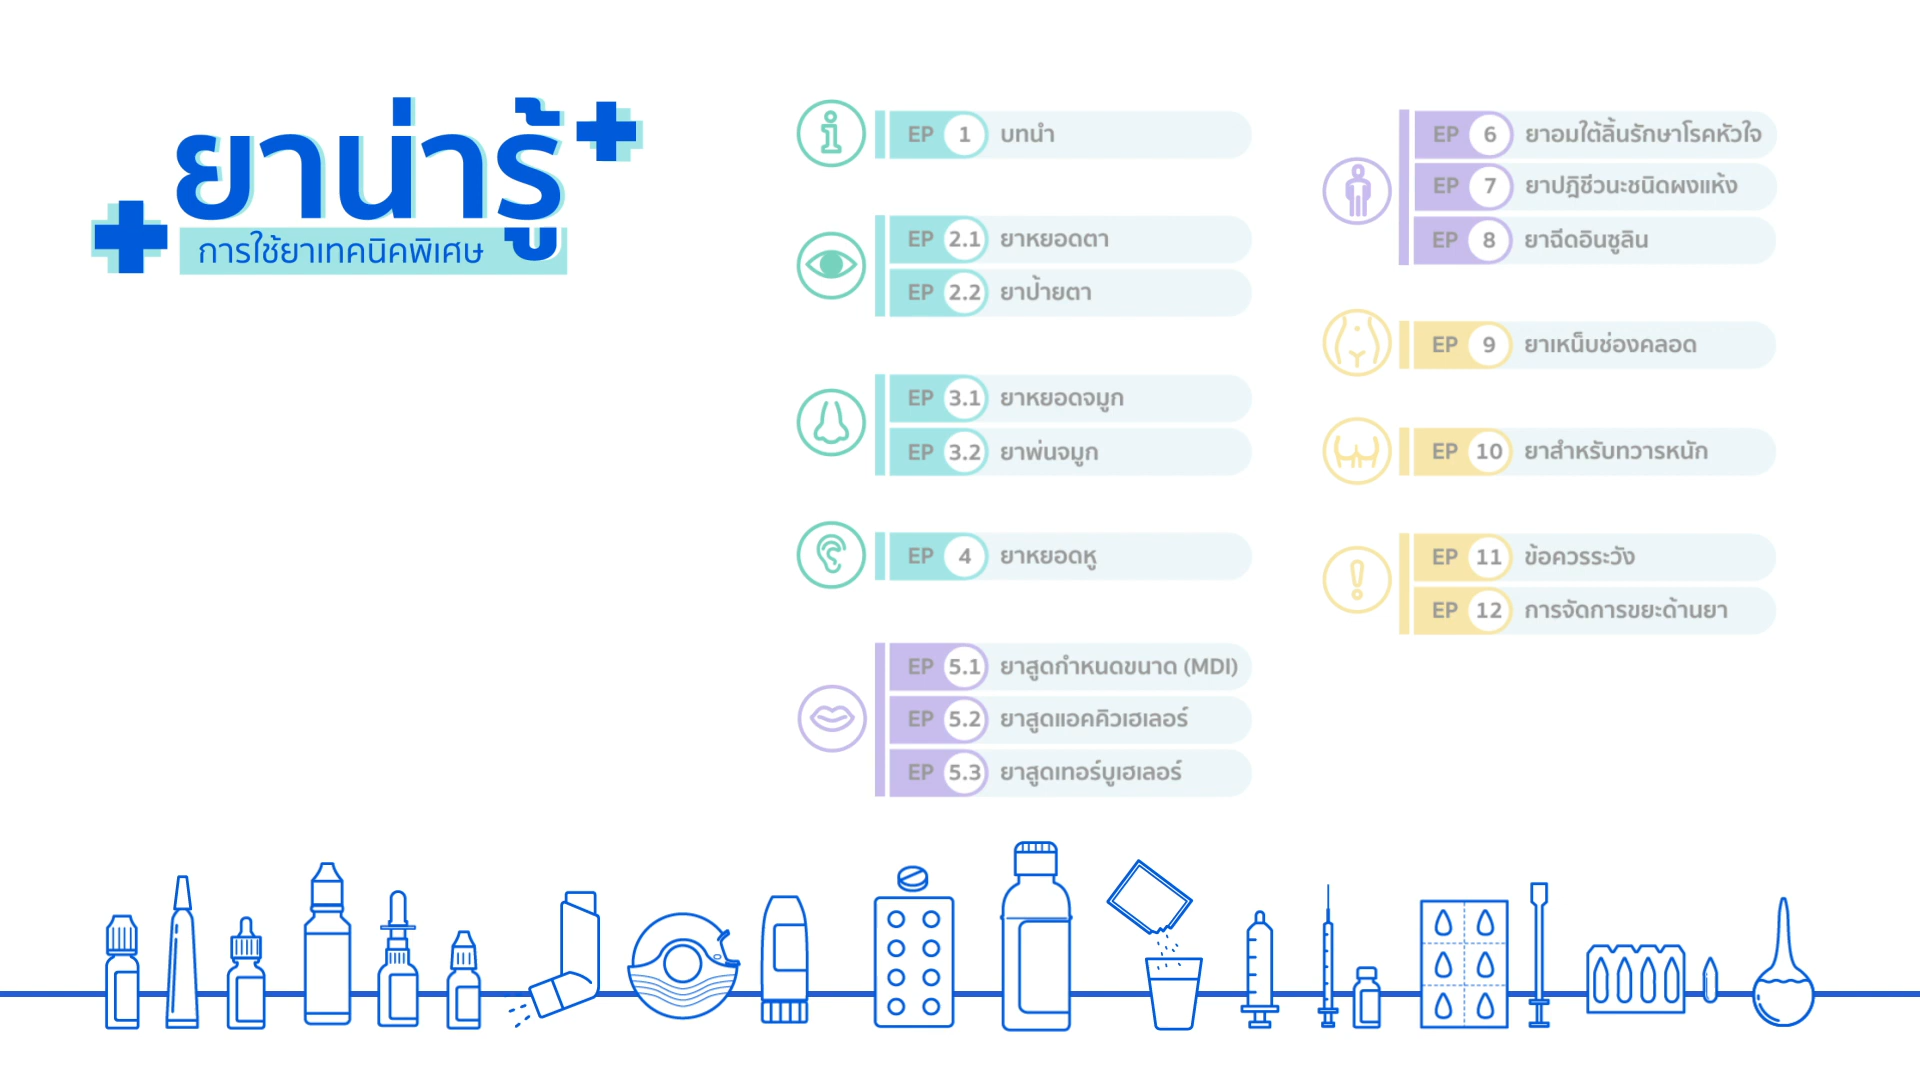 ยาน่ารู้
การใช้ยาเทคนิคพิเศษ
EP 1 บทนำ
EP 2.1 ยาหยอดตา
EP 2.2 ยาป้ายตา
EP 3.1 ยาหยอดจมูก
EP 3.2 ยาพ่นจมูก
EP 4 ยาหยอดหู
EP 5.1 ยาสูดกำหนดขนาด (MDI)
EP 5.2 ยาสูดแอคคิวเฮเลอร์
EP 5.3 ยาสูดเทอร์บูเฮเลอร์
EP 6 ยาอมใต้ลิ้นรักษาโรคหัวใจ
EP 7 ยาปฏิชีวนะชนิดผงแห้ง
EP 8 ยาฉีดอินซูลิน
EP 9 ยาเหน็บช่องคลอด
EP 10 ยาสำหรับทวารหนัก
EP 11 ข้อควรระวัง
EP 12 การจัดการขยะด้านยา